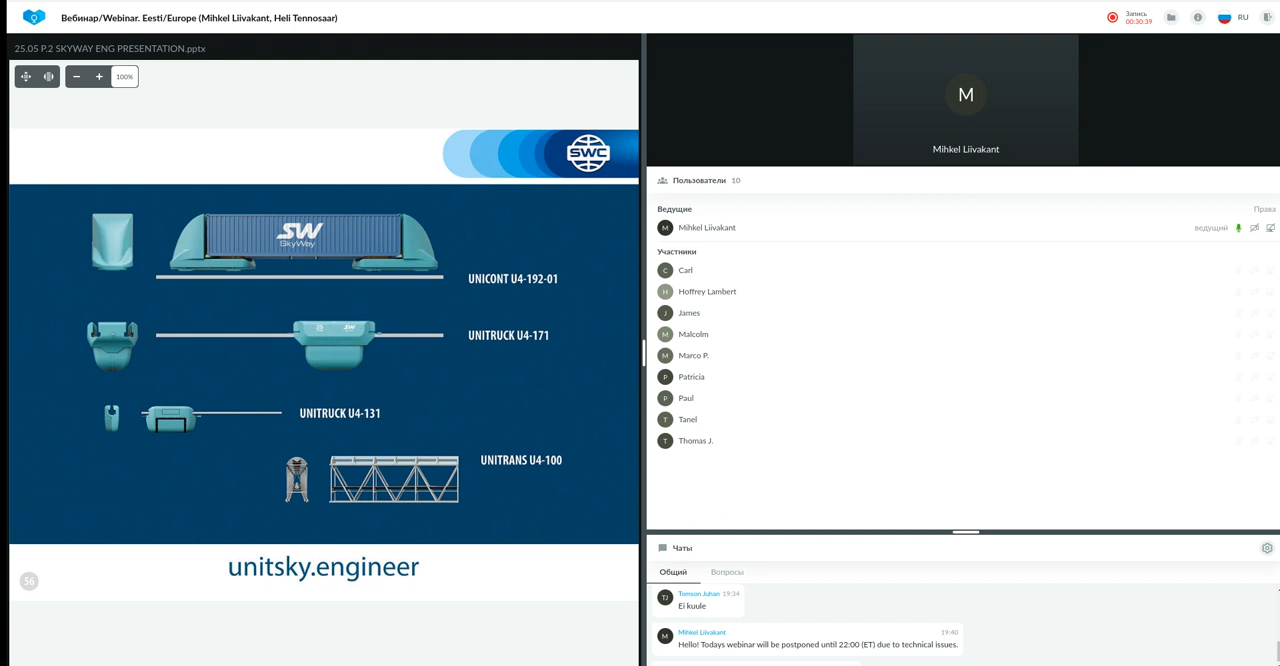 Вебинар/Webinar. Eesti/Europe (Mihkel Liivakant, Heli Tennosaar)
Запись
00:30:39
RU
25.05 P.2 SKYWAY ENG PRESENTATION.pptx
100%
SWC
SW
SkyWay
UNICONT U4-192-01
25
SW
UNITRUCK U4-171
UNITRUCK U4-131
UNITRANS U4-100
unitsky.engineer
56
M
Mihkel Liivakant
Пользователи 10
Ведущие
Права
M Mihkel Liivakant ведущий
Участники
C Carl
H Hoffrey Lambert
J James
M Malcolm
M Marco P.
P Patricia
P Paul
T Tanel
T Thomas J.
Чаты
Общий Вопросы
TJ Tomson Juhan 19:34
Ei kuule
M Mihkel Liivakant 19:40
Hello! Todays webinar will be postponed until 22:00 (ET) due to technical issues.